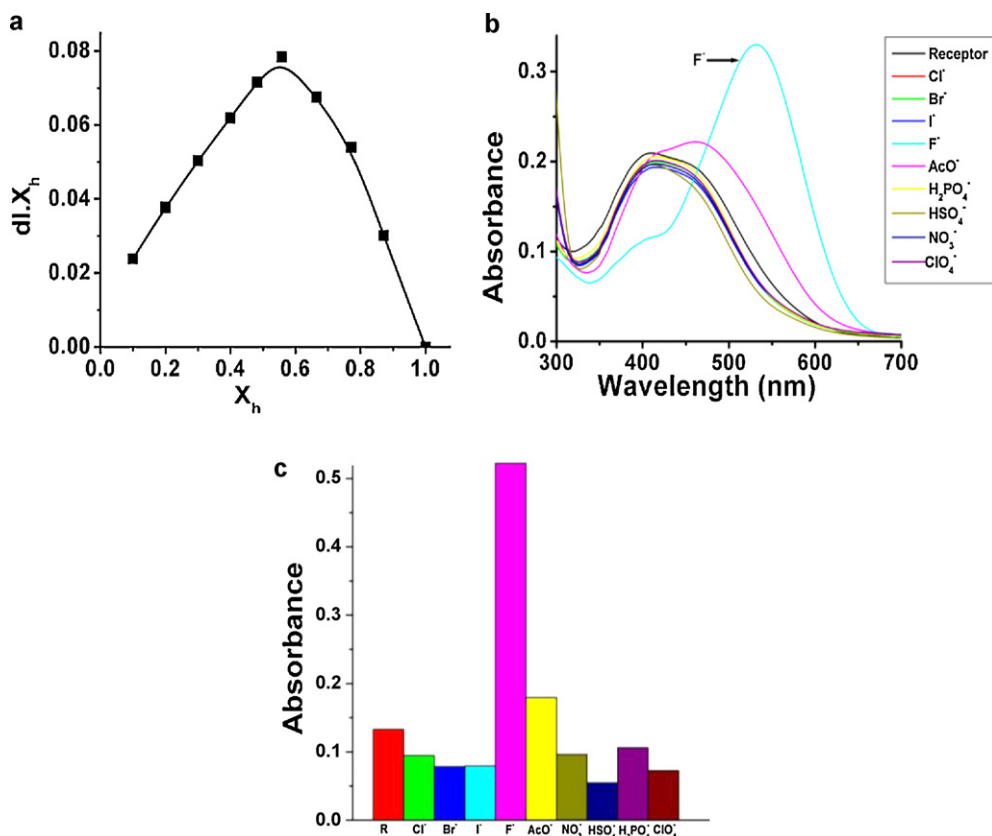 a
dI.X_h
0.08
0.06
0.04
0.02
0.00
0.0 0.2 0.4 0.6 0.8 1.0
X_h
b
Absorbance
0.3
0.2
0.1
0.0
300 400 500 600 700
Wavelength (nm)
F⁻
Receptor
Cl⁻
Br⁻
I⁻
F⁻
AcO⁻
H₂PO₄⁻
HSO₄⁻
NO₃⁻
ClO₄⁻
c
Absorbance
0.5
0.4
0.3
0.2
0.1
0.0
R Cl⁻ Br⁻ I⁻ F⁻ AcO⁻ NO₃⁻ HSO₄⁻ H₂PO₄⁻ ClO₄⁻